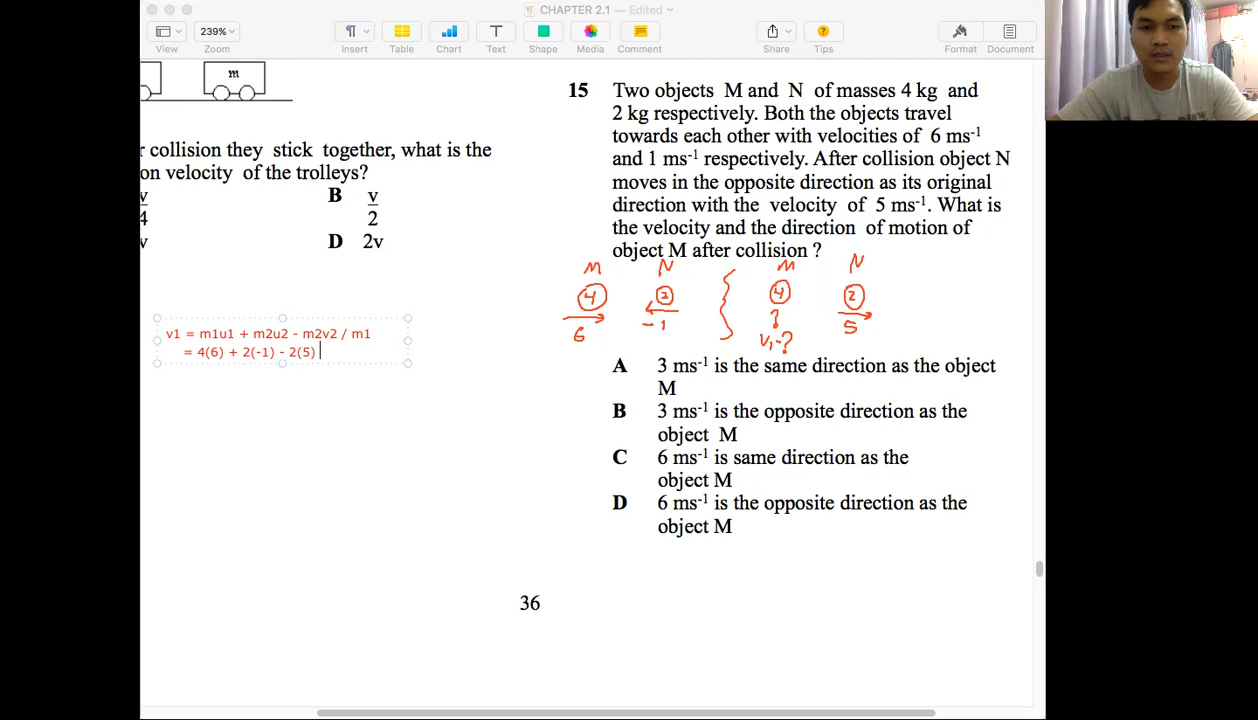 CHAPTER 2.1 — Edited
239%
View
Zoom
Insert
Table
Chart
Text
Shape
Media
Comment
Share
Tips
Format
Document
m
r collision they stick together, what is the
on velocity of the trolleys?
v
4
B v
2
v
D 2v
v1 = m1u1 + m2u2 - m2v2 / m1
= 4(6) + 2(-1) - 2(5)
15 Two objects M and N of masses 4 kg and
2 kg respectively. Both the objects travel
towards each other with velocities of 6 ms-1
and 1 ms-1 respectively. After collision object N
moves in the opposite direction as its original
direction with the velocity of 5 ms-1. What is
the velocity and the direction of motion of
object M after collision ?
M N M N
4 2 4 2
6 -1 ? 5
v1 = ?
A 3 ms-1 is the same direction as the object
M
B 3 ms-1 is the opposite direction as the
object M
C 6 ms-1 is same direction as the
object M
D 6 ms-1 is the opposite direction as the
object M
36